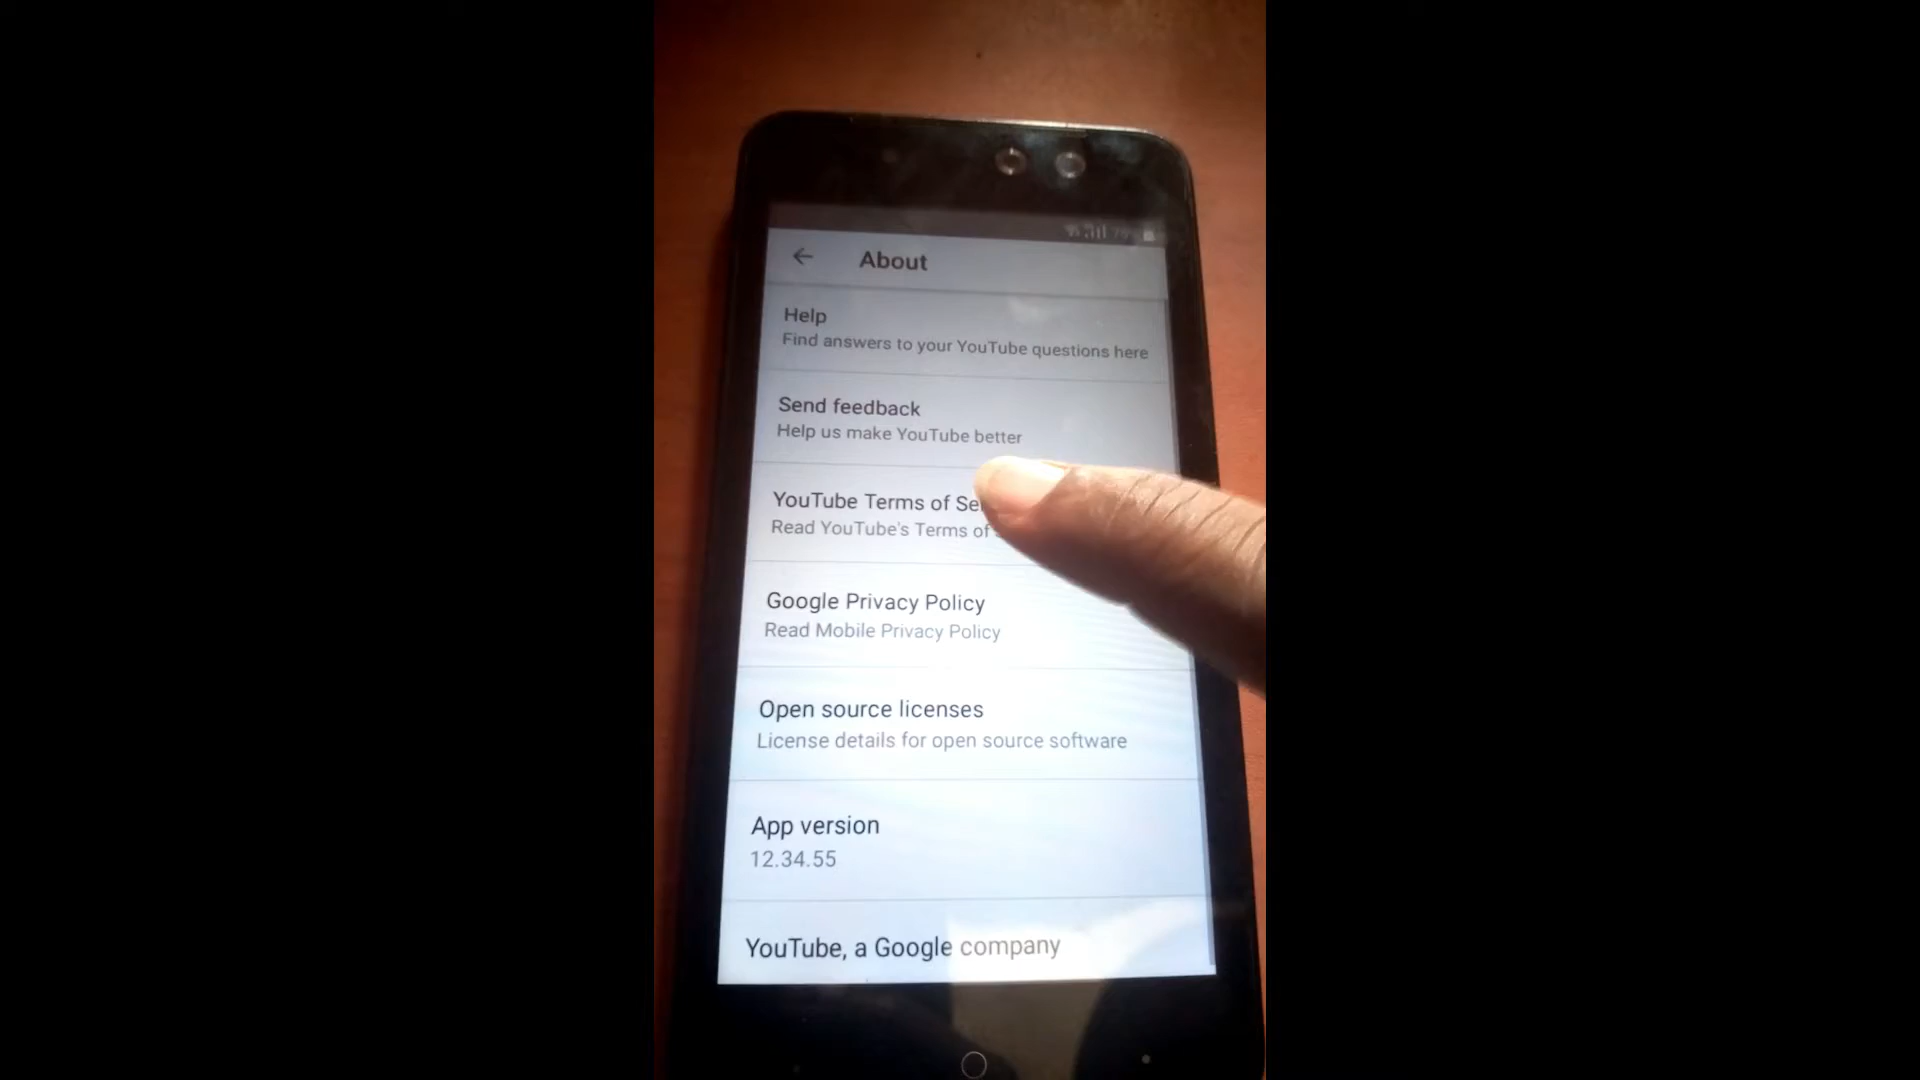 About
Help
Find answers to your YouTube questions here
Send feedback
Help us make YouTube better
YouTube Terms of
Read YouTube's Terms of
Google Privacy Policy
Read Mobile Privacy Policy
Open source licenses
License details for open source software
App version
12.34.55
YouTube, a Google company